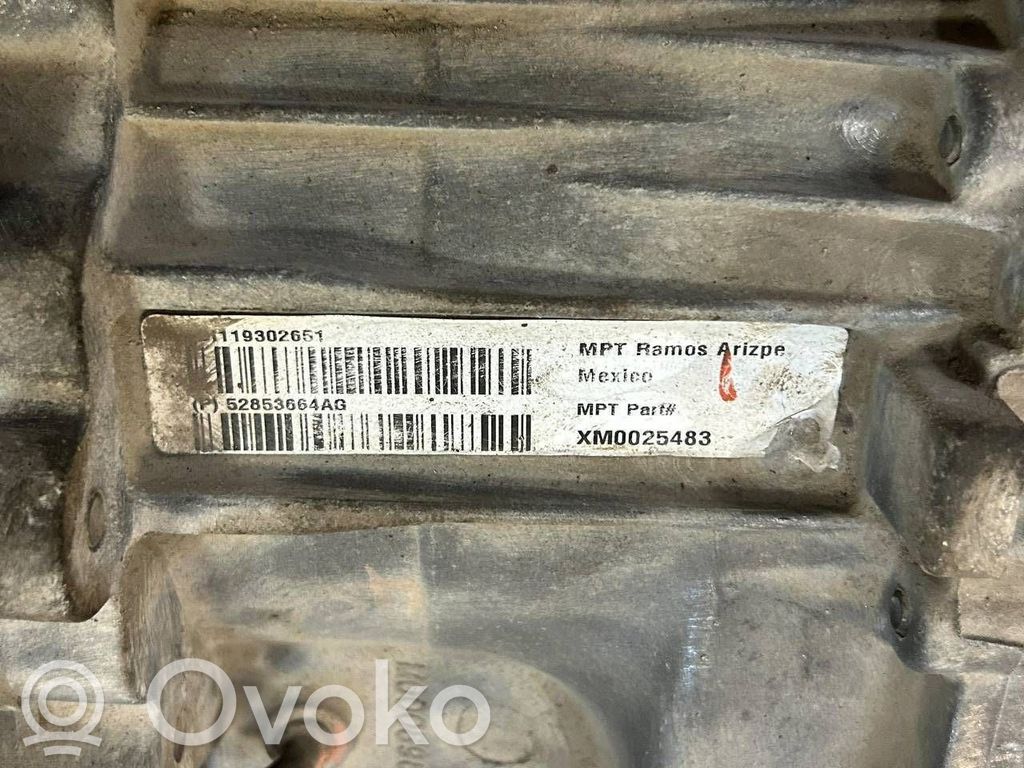 119302651
(P) 52853664AG
MPT Ramos Arizpe
Mexico
MPT Part#
XM0025483
Ovoko